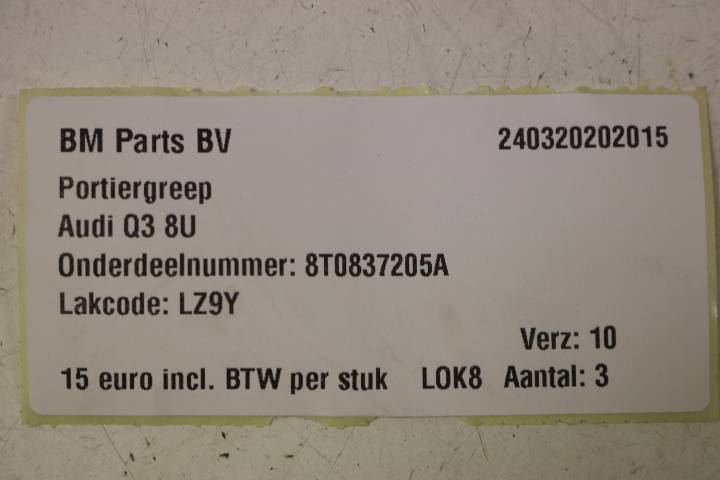 BM Parts BV 240320202015
Portiergreep
Audi Q3 8U
Onderdeelnummer: 8T0837205A
Lakcode: LZ9Y
Verz: 10
15 euro incl. BTW per stuk LOK8 Aantal: 3